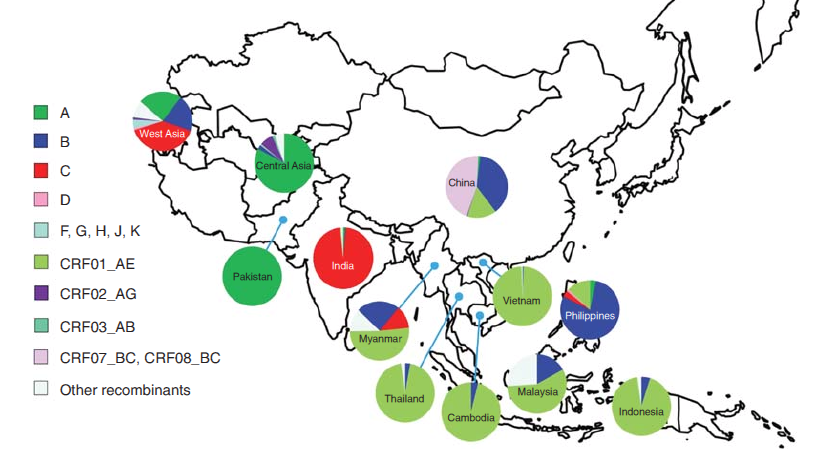 A
B
C
D
F, G, H, J, K
CRF01_AE
CRF02_AG
CRF03_AB
CRF07_BC, CRF08_BC
Other recombinants
West Asia
Central Asia
China
Pakistan
India
Vietnam
Philippines
Myanmar
Thailand
Cambodia
Malaysia
Indonesia